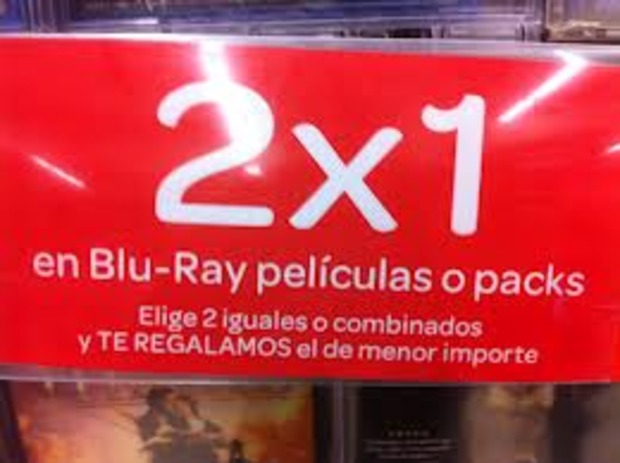 2x1
en Blu-Ray películas o packs
Elige 2 iguales o combinados
y TE REGALAMOS el de menor importe